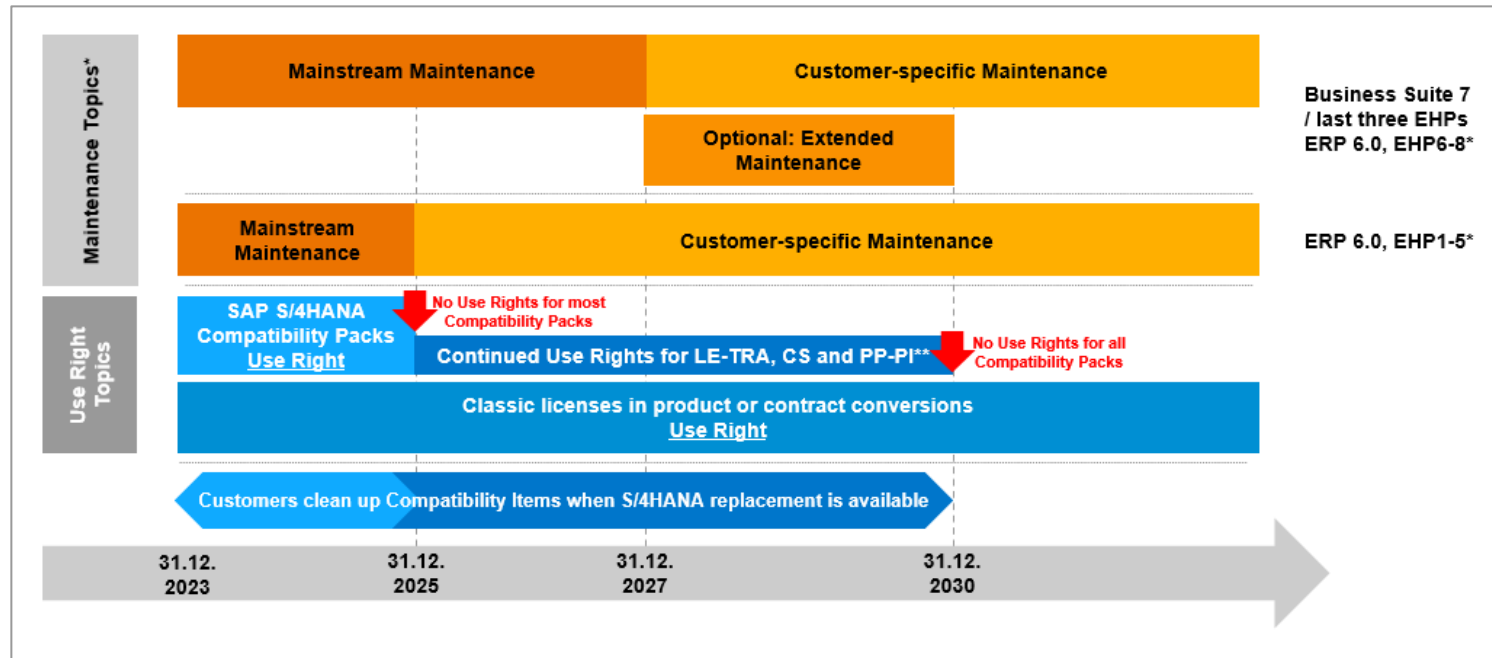 Maintenance Topics*
Mainstream Maintenance
Customer-specific Maintenance
Business Suite 7
/ last three EHPs
ERP 6.0, EHP6-8*
Optional: Extended
Maintenance
Mainstream
Maintenance
Customer-specific Maintenance
ERP 6.0, EHP1-5*
Use Right
Topics
SAP S/4HANA
Compatibility Packs
Use Right
No Use Rights for most
Compatibility Packs
Continued Use Rights for LE-TRA, CS and PP-PI**
No Use Rights for all
Compatibility Packs
Classic licenses in product or contract conversions
Use Right
Customers clean up Compatibility Items when S/4HANA replacement is available
31.12.
2023
31.12.
2025
31.12.
2027
31.12.
2030